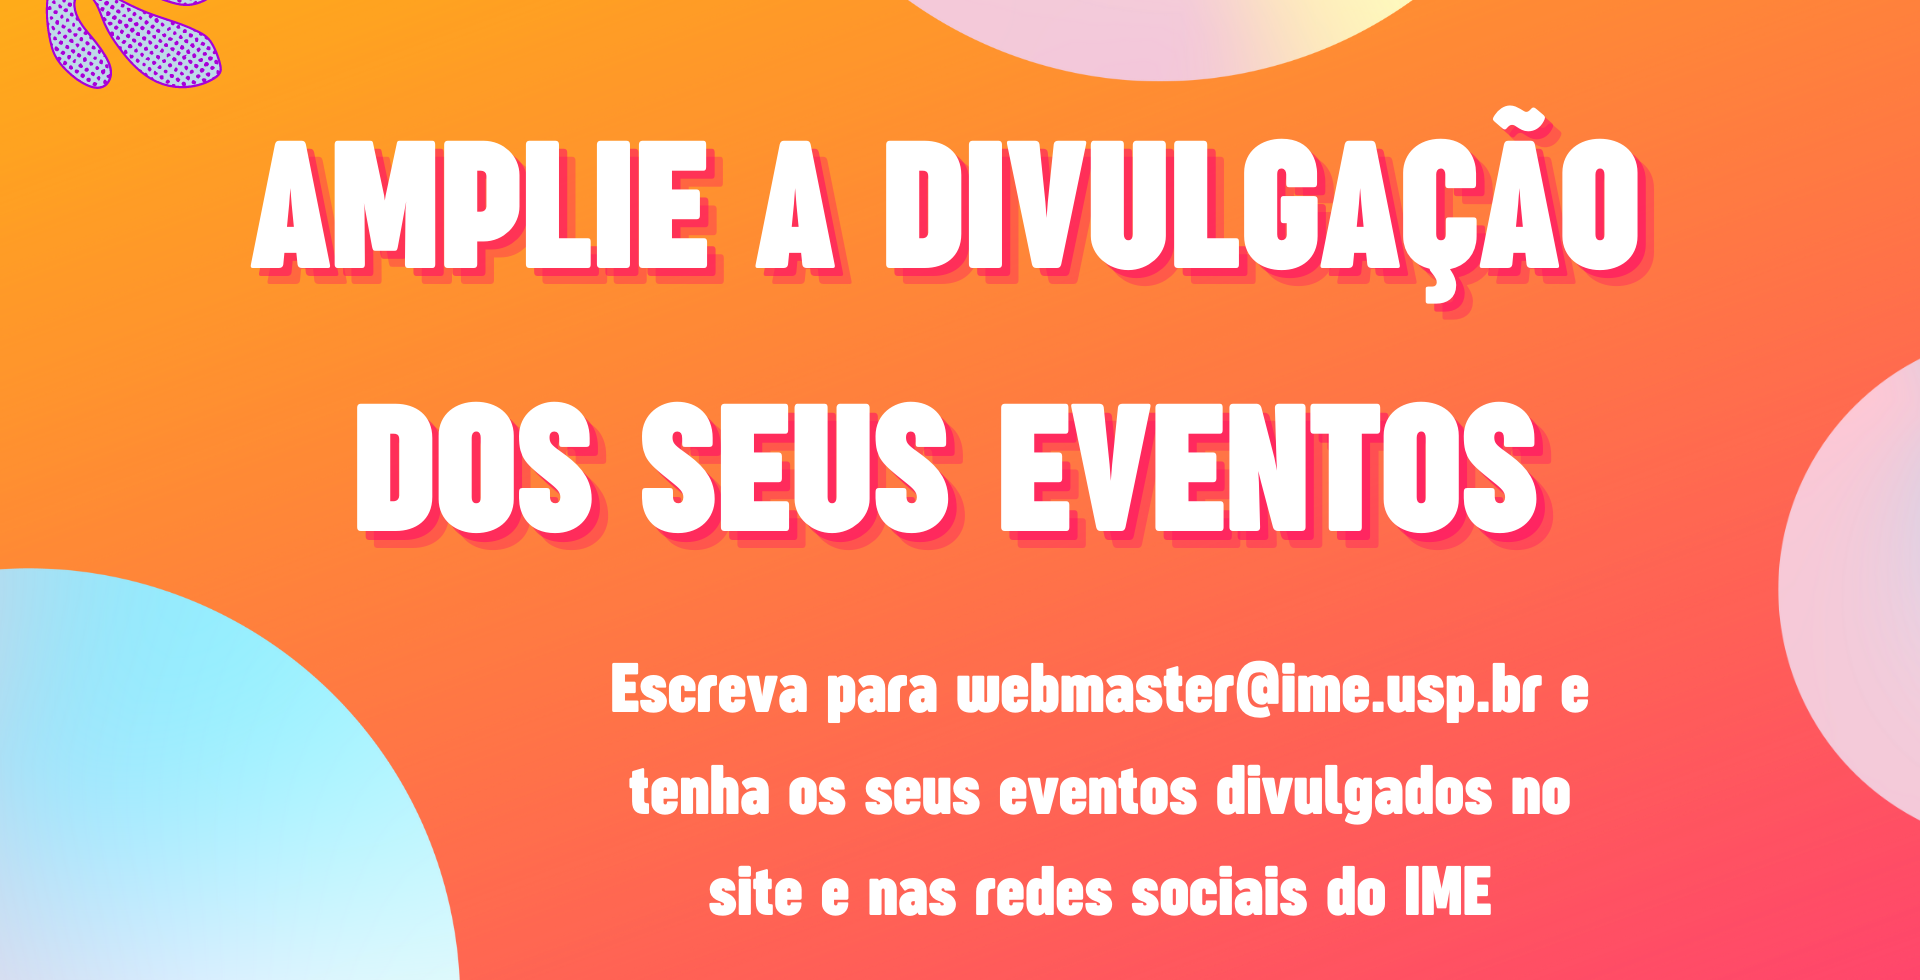 AMPLIE A DIVULGAÇÃO
DOS SEUS EVENTOS
Escreva para webmaster@ime.usp.br e
tenha os seus eventos divulgados no
site e nas redes sociais do IME